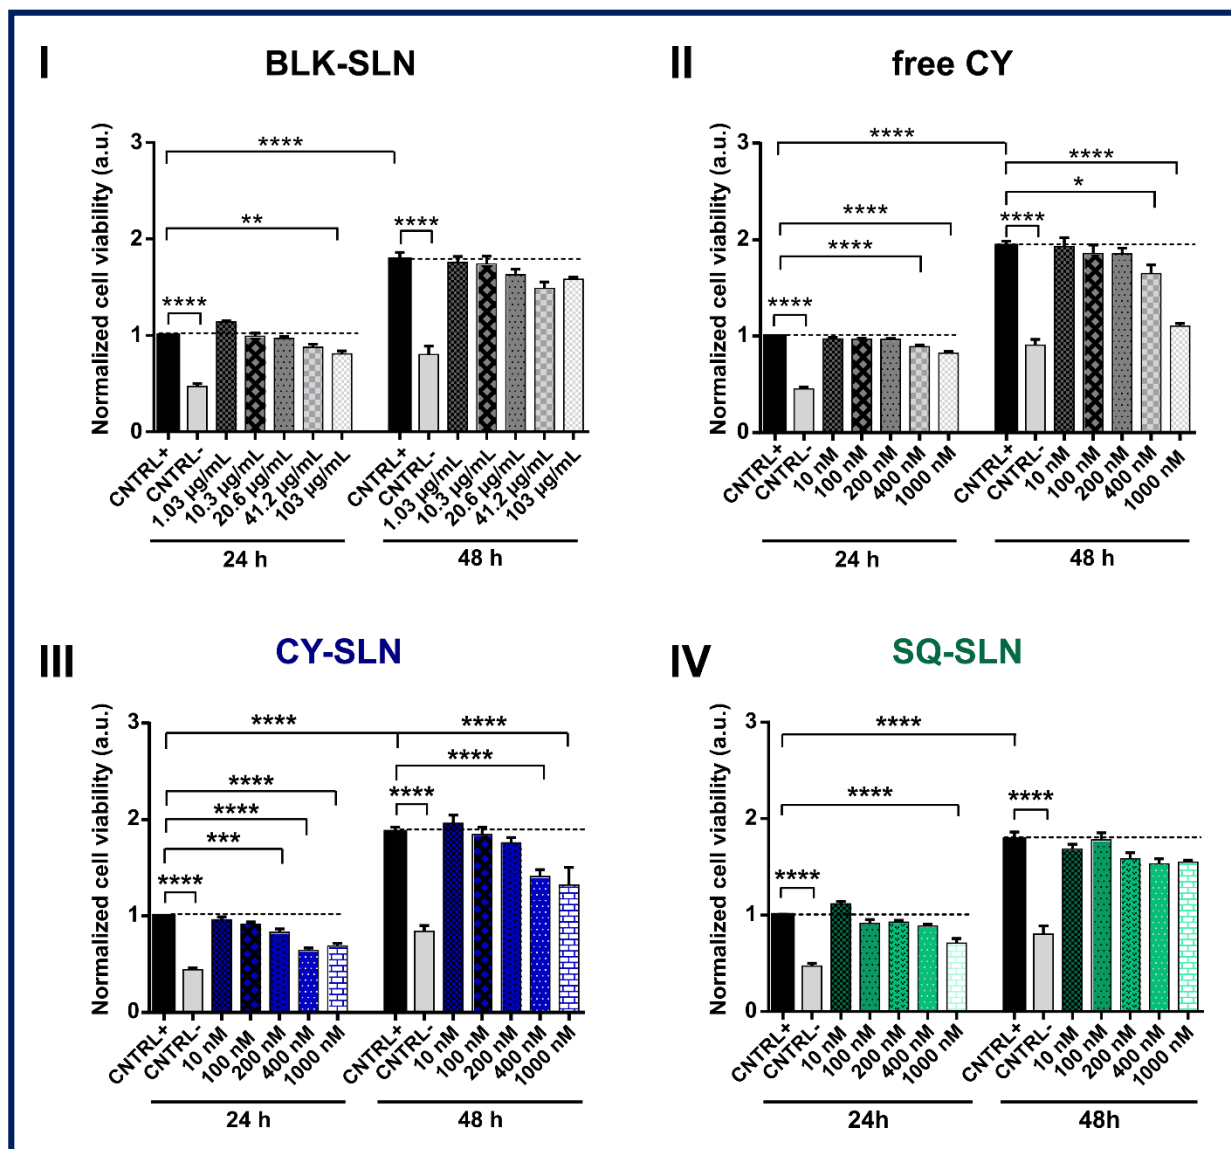 I
BLK-SLN
Normalized cell viability (a.u.)
3
2
1
0
****
**
****
****
CNTRL+
CNTRL-
1.03 µg/mL
10.3 µg/mL
20.6 µg/mL
41.2 µg/mL
103 µg/mL
CNTRL+
CNTRL-
1.03 µg/mL
10.3 µg/mL
20.6 µg/mL
41.2 µg/mL
103 µg/mL
24 h
48 h
II
free CY
Normalized cell viability (a.u.)
3
2
1
0
****
****
*
****
****
****
****
CNTRL+
CNTRL-
10 nM
100 nM
200 nM
400 nM
1000 nM
CNTRL+
CNTRL-
10 nM
100 nM
200 nM
400 nM
1000 nM
24 h
48 h
III
CY-SLN
Normalized cell viability (a.u.)
3
2
1
0
****
****
****
****
****
****
***
****
CNTRL+
CNTRL-
10 nM
100 nM
200 nM
400 nM
1000 nM
CNTRL+
CNTRL-
10 nM
100 nM
200 nM
400 nM
1000 nM
24 h
48 h
IV
SQ-SLN
Normalized cell viability (a.u.)
3
2
1
0
****
****
****
****
CNTRL+
CNTRL-
10 nM
100 nM
200 nM
400 nM
1000 nM
CNTRL+
CNTRL-
10 nM
100 nM
200 nM
400 nM
1000 nM
24h
48h